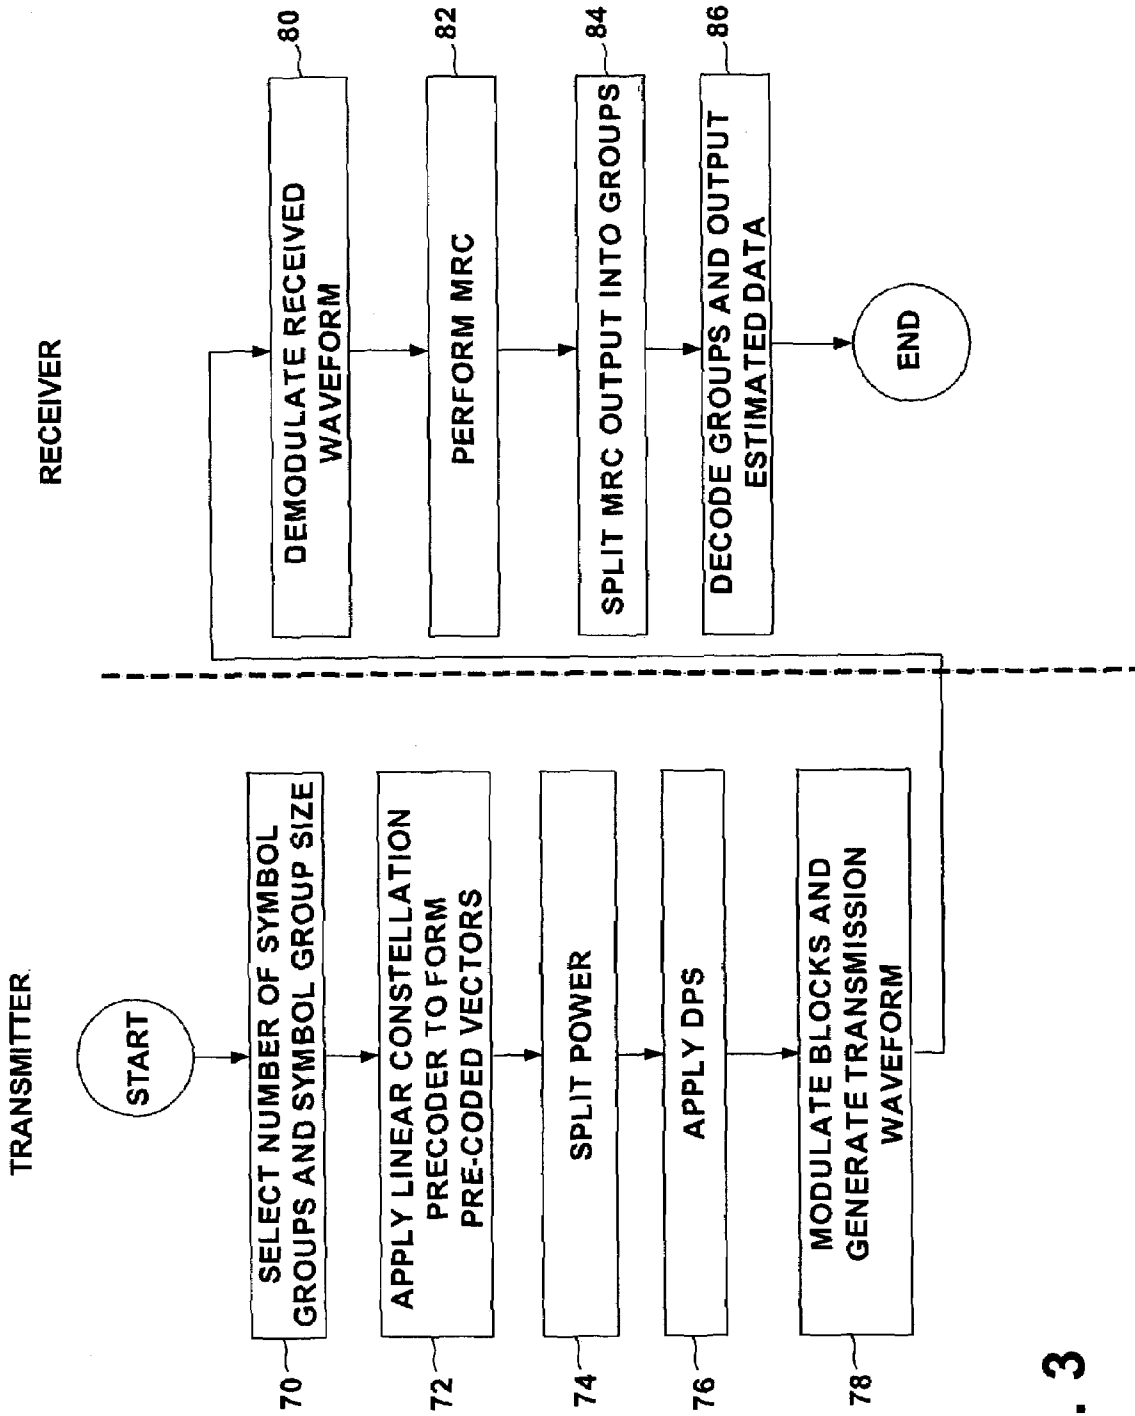 TRANSMITTER
START
70
SELECT NUMBER OF SYMBOL
GROUPS AND SYMBOL GROUP SIZE
72
APPLY LINEAR CONSTELLATION
PRECODER TO FORM
PRE-CODED VECTORS
74
SPLIT POWER
76
APPLY DPS
78
MODULATE BLOCKS AND
GENERATE TRANSMISSION
WAVEFORM
RECEIVER
DEMODULATE RECEIVED
WAVEFORM
80
PERFORM MRC
82
SPLIT MRC OUTPUT INTO GROUPS
84
DECODE GROUPS AND OUTPUT
ESTIMATED DATA
86
END
. 3